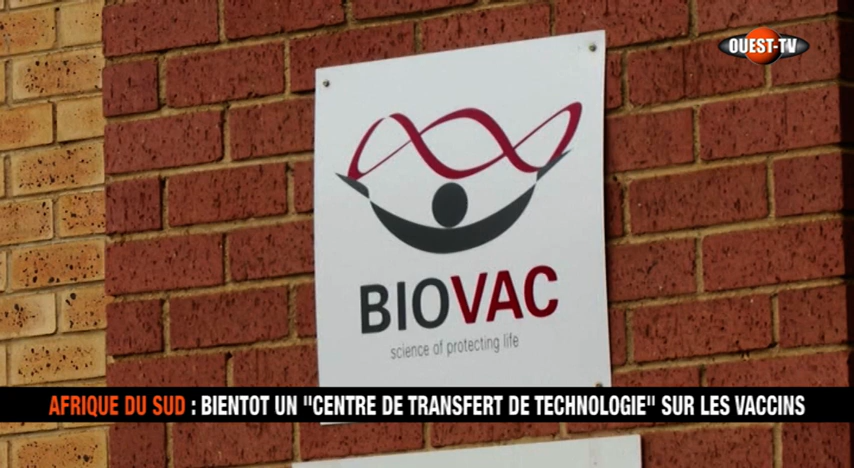 OUEST-TV
BIOVAC
science of protecting life
AFRIQUE DU SUD : BIENTOT UN "CENTRE DE TRANSFERT DE TECHNOLOGIE" SUR LES VACCINS